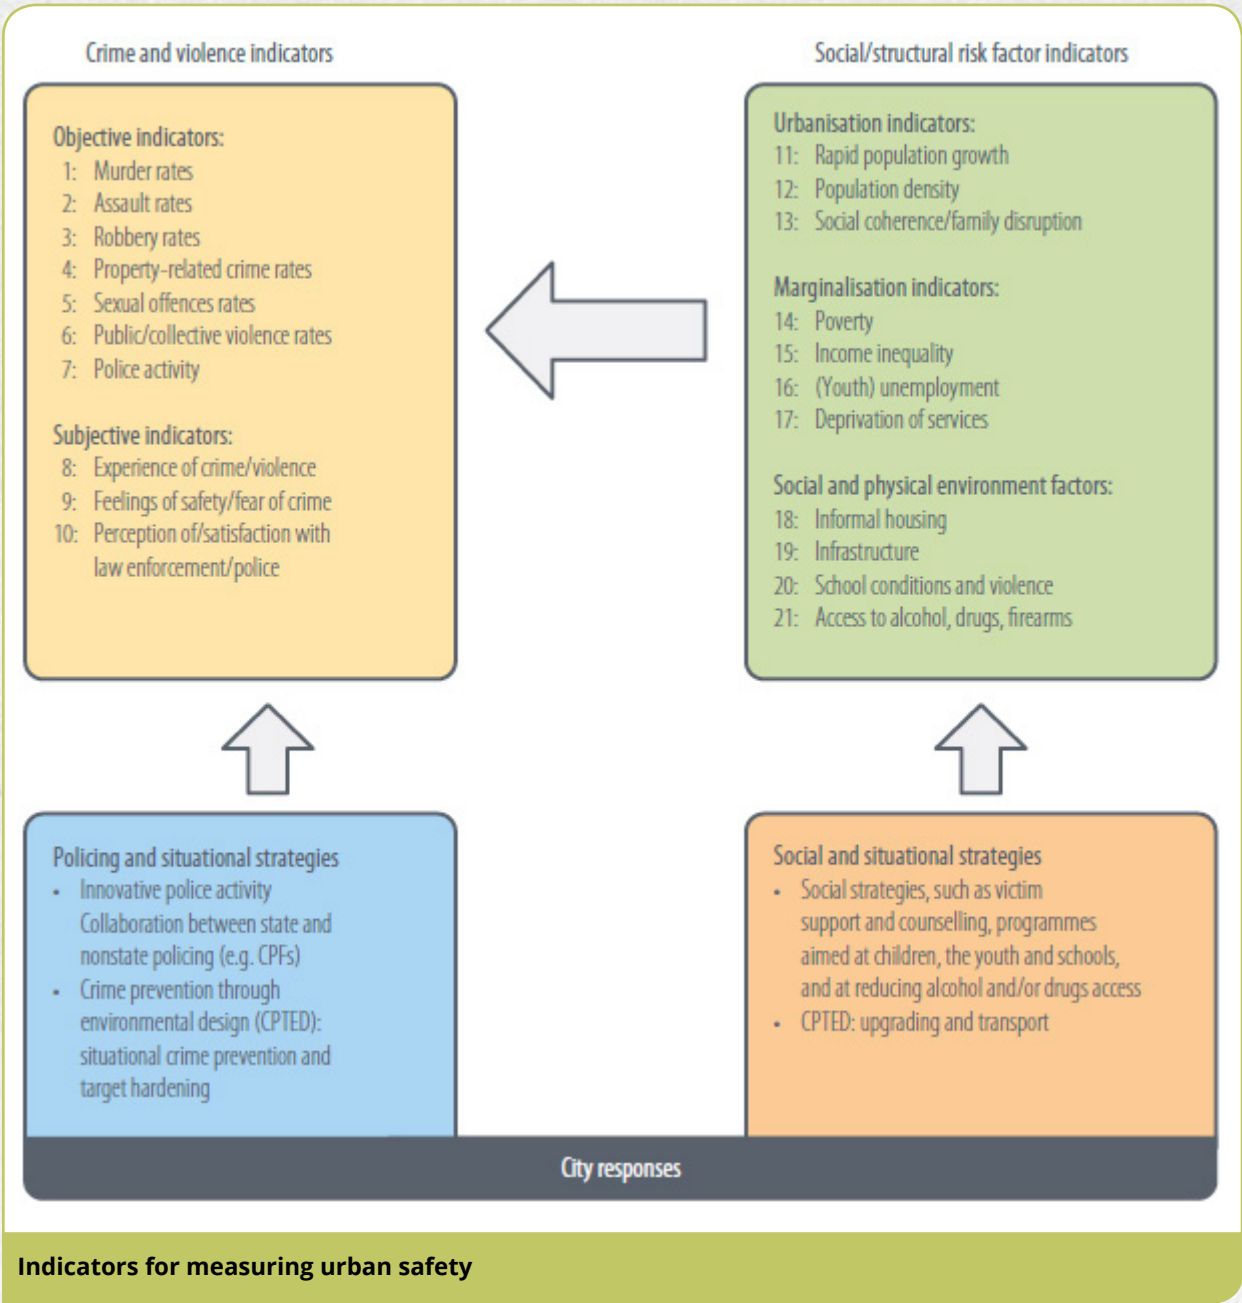 Crime and violence indicators
Objective indicators:
1: Murder rates
2: Assault rates
3: Robbery rates
4: Property-related crime rates
5: Sexual offences rates
6: Public/collective violence rates
7: Police activity
Subjective indicators:
8: Experience of crime/violence
9: Feelings of safety/fear of crime
10: Perception of/satisfaction with
law enforcement/police
Social/structural risk factor indicators
Urbanisation indicators:
11: Rapid population growth
12: Population density
13: Social coherence/family disruption
Marginalisation indicators:
14: Poverty
15: Income inequality
16: (Youth) unemployment
17: Deprivation of services
Social and physical environment factors:
18: Informal housing
19: Infrastructure
20: School conditions and violence
21: Access to alcohol, drugs, firearms
Policing and situational strategies
• Innovative police activity
Collaboration between state and
nonstate policing (e.g. CPFs)
• Crime prevention through
environmental design (CPTED):
situational crime prevention and
target hardening
Social and situational strategies
• Social strategies, such as victim
support and counselling, programmes
aimed at children, the youth and schools,
and at reducing alcohol and/or drugs access
• CPTED: upgrading and transport
City responses
Indicators for measuring urban safety